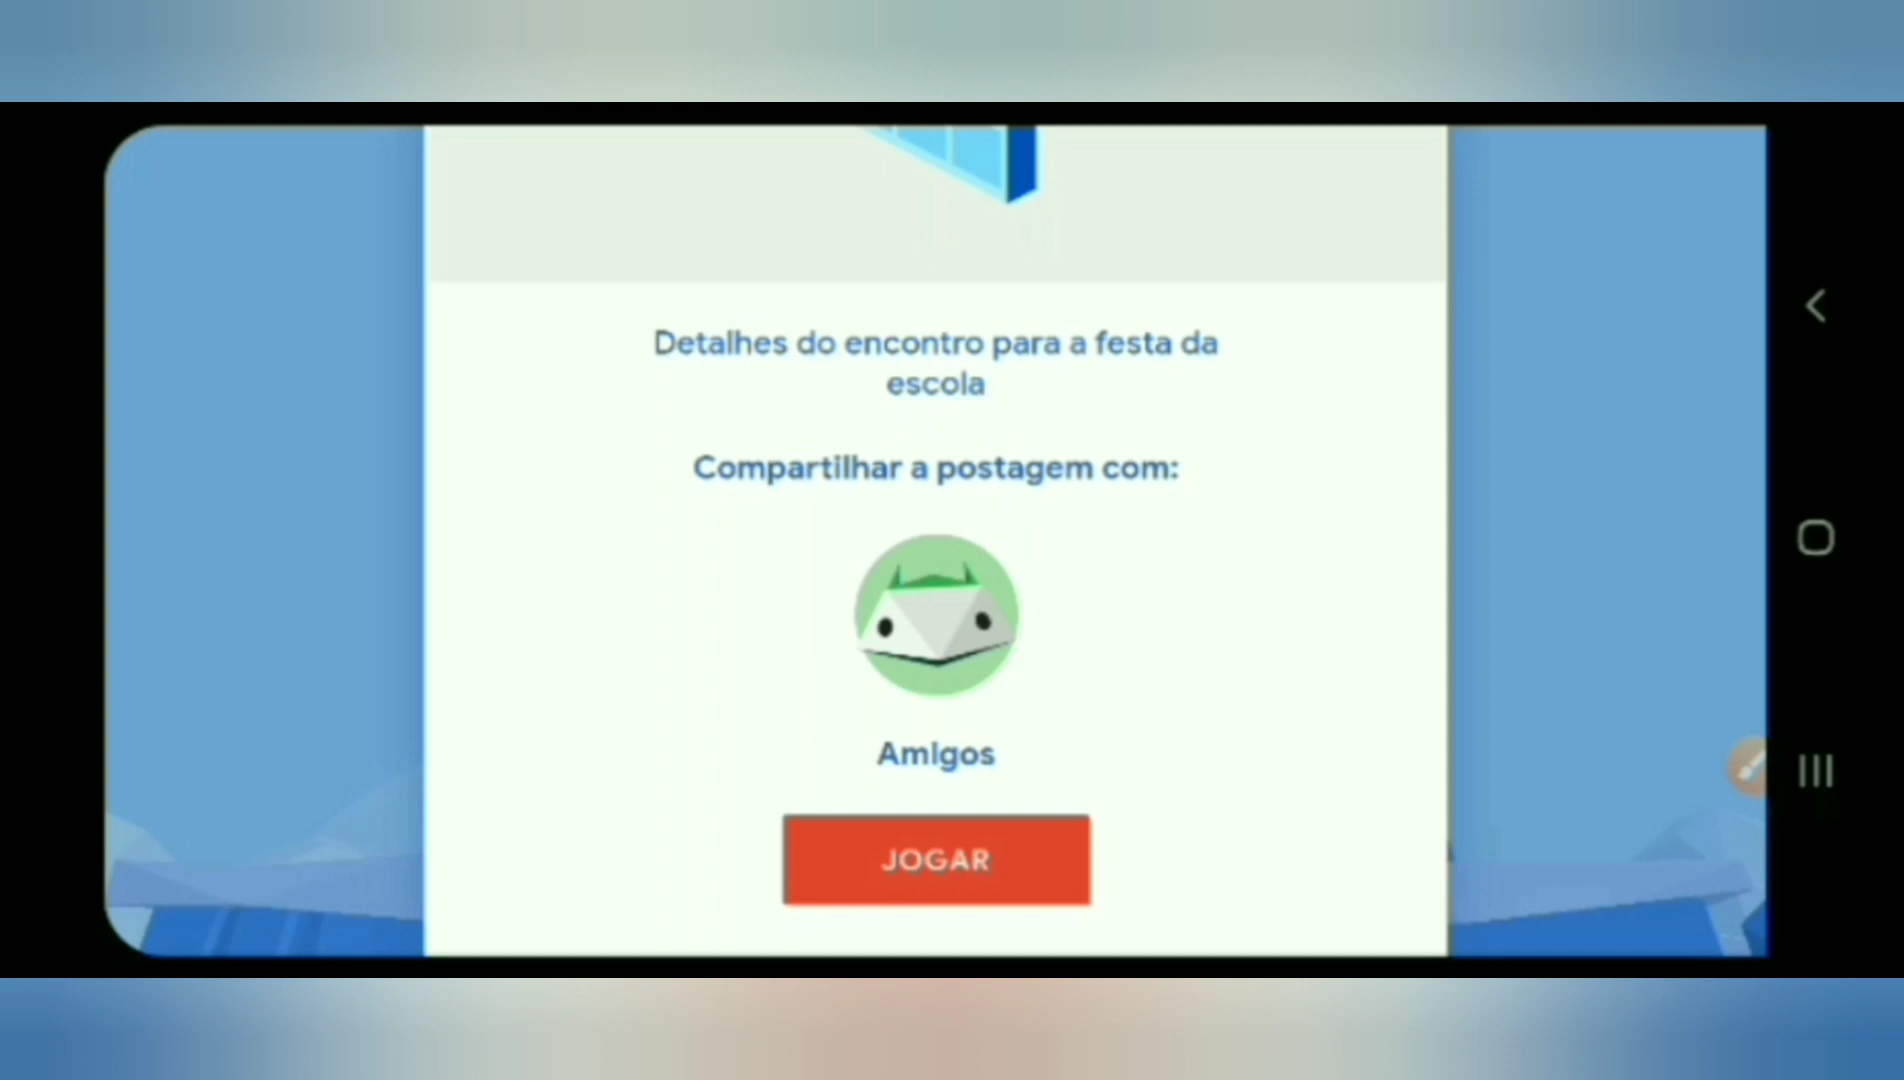 Detalhes do encontro para a festa da
escola
Compartilhar a postagem com:
Amigos
JOGAR